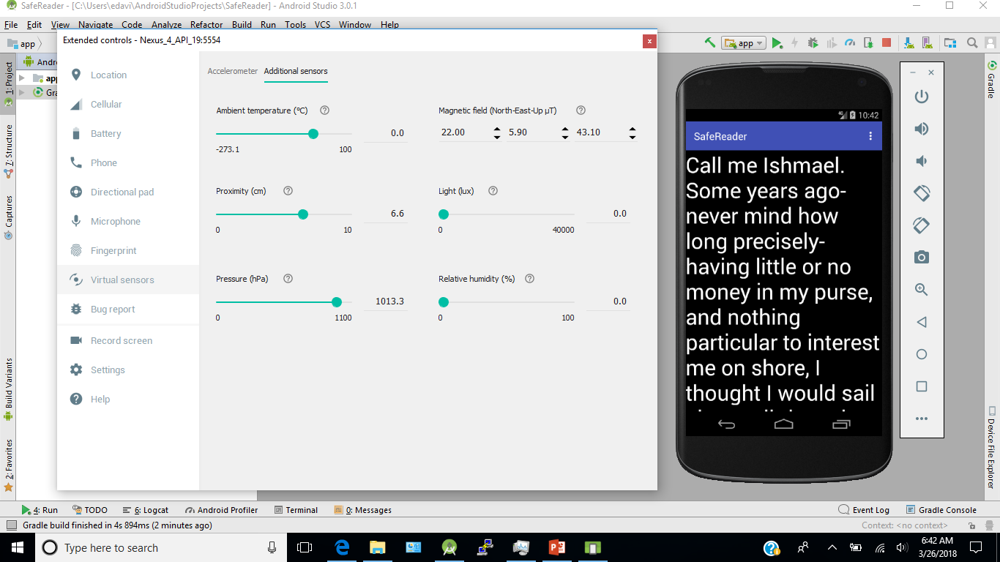 SafeReader - [C:\Users\edavi\AndroidStudioProjects\SafeReader] - Android Studio 3.0.1
File Edit View Navigate Code Analyze Refactor Build Run Tools VCS Window Help
app
app
Extended controls - Nexus_4_API_19:5554
1: Project
7: Structure
Captures
Build Variants
2: Favorites
Andro
app
Gra
Location
Cellular
Battery
Phone
Directional pad
Microphone
Fingerprint
Virtual sensors
Bug report
Record screen
Settings
Help
Accelerometer Additional sensors
Ambient temperature (°C)
0.0
-273.1 100
Magnetic field (North-East-Up µT)
22.00 5.90 43.10
Proximity (cm)
6.6
0 10
Light (lux)
0.0
0 40000
Pressure (hPa)
1013.3
0 1100
Relative humidity (%)
0.0
0 100
4G 10:42
SafeReader
Call me Ishmael.
Some years ago-
never mind how
long precisely-
having little or no
money in my purse,
and nothing
particular to interest
me on shore, I
thought I would sail
Gradle
Device File Explorer
4: Run TODO 6: Logcat Android Profiler Terminal 0: Messages Event Log Gradle Console
Gradle build finished in 4s 894ms (2 minutes ago) Context: <no context>
Type here to search
6:42 AM
3/26/2018